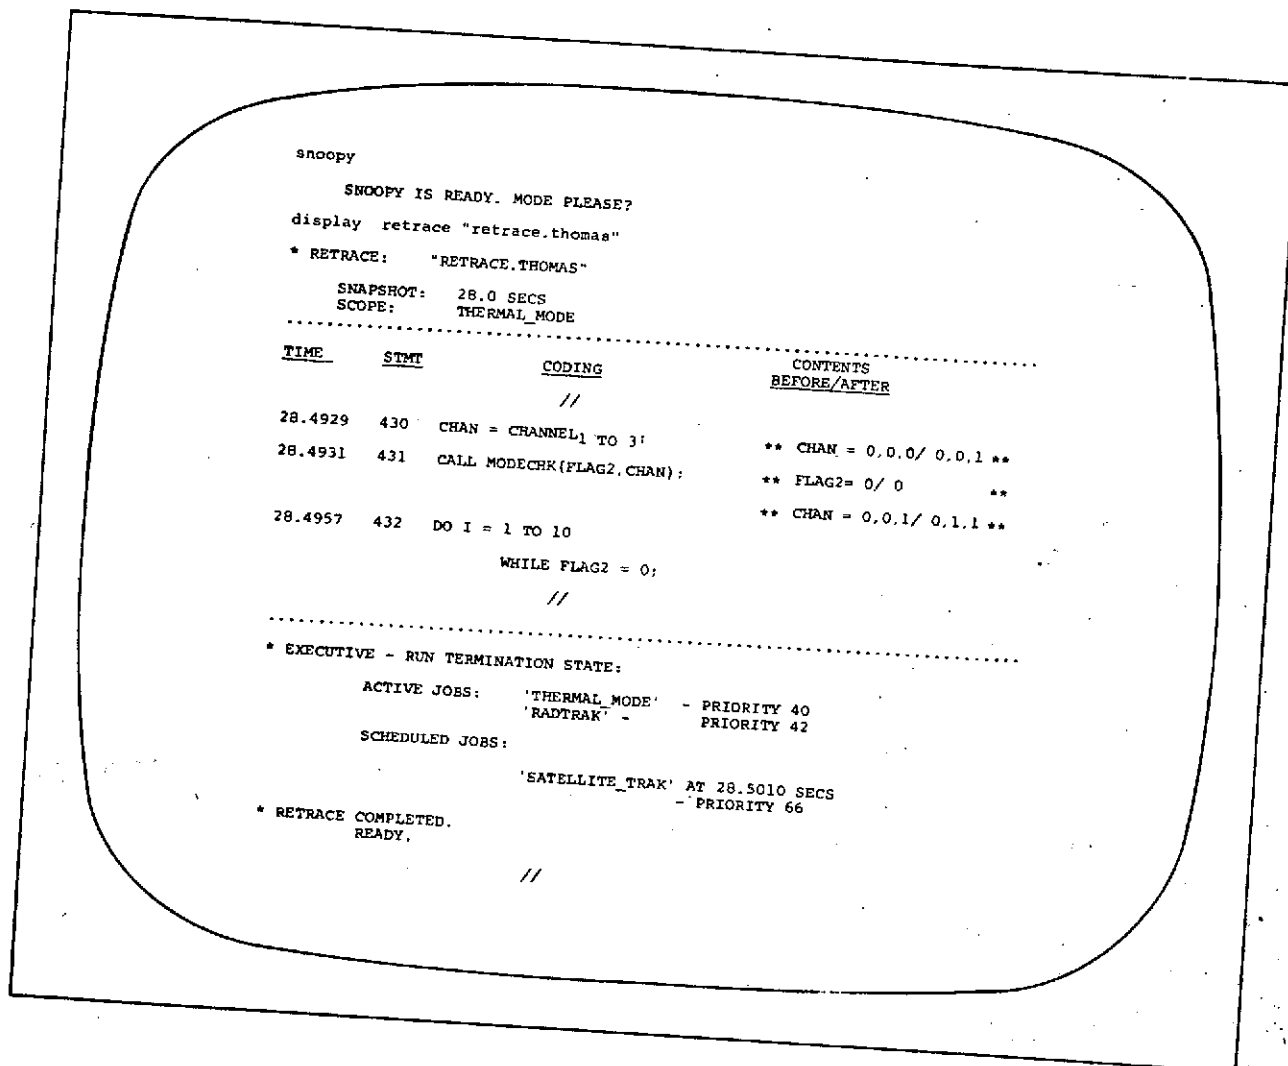 snoopy
SNOOPY IS READY. MODE PLEASE?
display retrace "retrace.thomas"
* RETRACE: "RETRACE.THOMAS"
SNAPSHOT: 28.0 SECS
SCOPE: THERMAL_MODE
TIME STMT CODING CONTENTS BEFORE/AFTER
//
28.4929 430 CHAN = CHANNEL1 TO 3; ** CHAN = 0,0,0/ 0,0,1 **
28.4931 431 CALL MODECHK(FLAG2,CHAN); ** FLAG2= 0/ 0 **
** CHAN = 0,0,1/ 0,1,1 **
28.4957 432 DO I = 1 TO 10
WHILE FLAG2 = 0;
//
* EXECUTIVE - RUN TERMINATION STATE:
ACTIVE JOBS: 'THERMAL_MODE' - PRIORITY 40
'RADTRAK' - PRIORITY 42
SCHEDULED JOBS:
'SATELLITE_TRAK' AT 28.5010 SECS
- PRIORITY 66
* RETRACE COMPLETED.
READY.
//